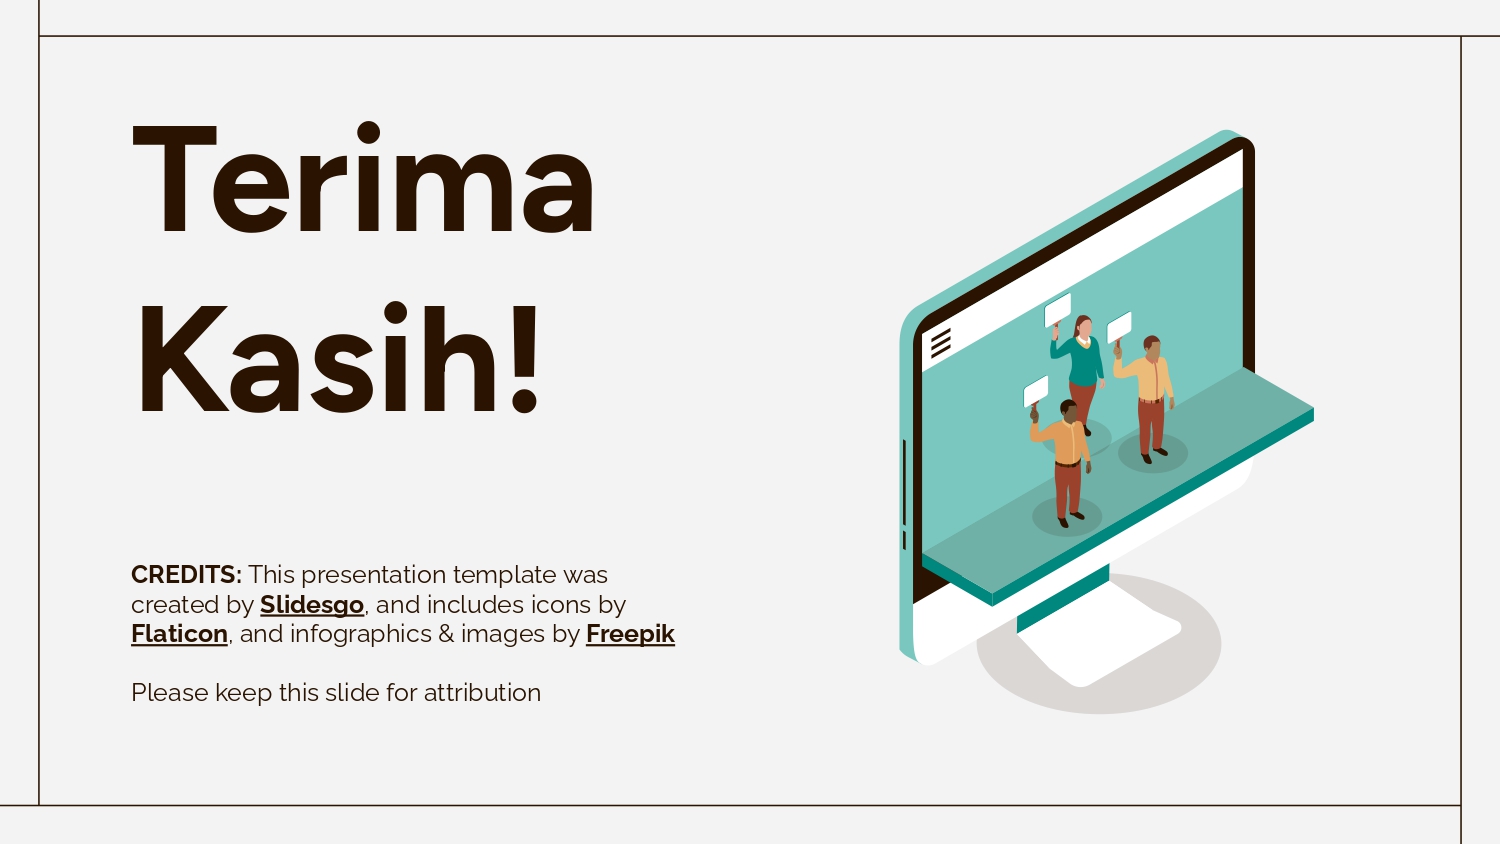 Terima
Kasih!
CREDITS: This presentation template was
created by Slidesgo, and includes icons by
Flaticon, and infographics & images by Freepik
Please keep this slide for attribution